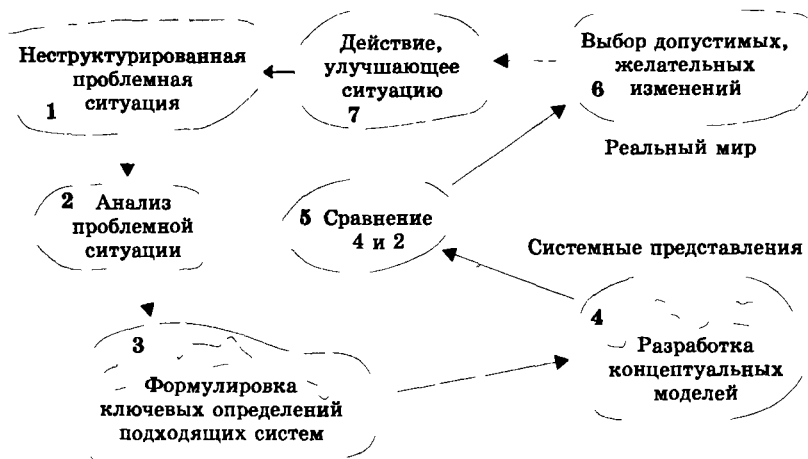 Неструктурированная
проблемная
ситуация
1
Действие,
улучшающее
ситуацию
7
Выбор допустимых,
желательных
6 изменений
Реальный мир
2 Анализ
проблемной
ситуации
5 Сравнение
4 и 2
Системные представления
3
Формулировка
ключевых определений
подходящих систем
4
Разработка
концептуальных
моделей